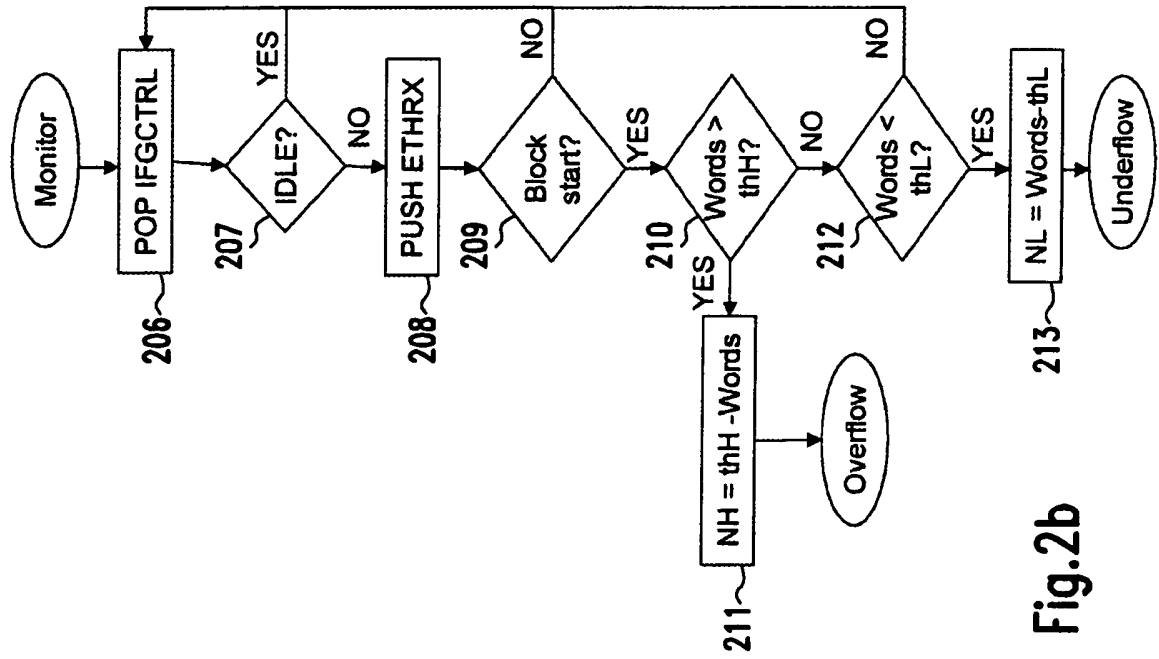 Monitor
POP IFGCTRL
206
IDLE?
207
YES
NO
PUSH ETHRX
208
Block
start?
209
NO
YES
Words >
thH?
210
YES
NO
NH = thH -Words
211
Overflow
Words <
thL?
212
NO
YES
NL = Words-thL
213
Underflow
Fig.2b